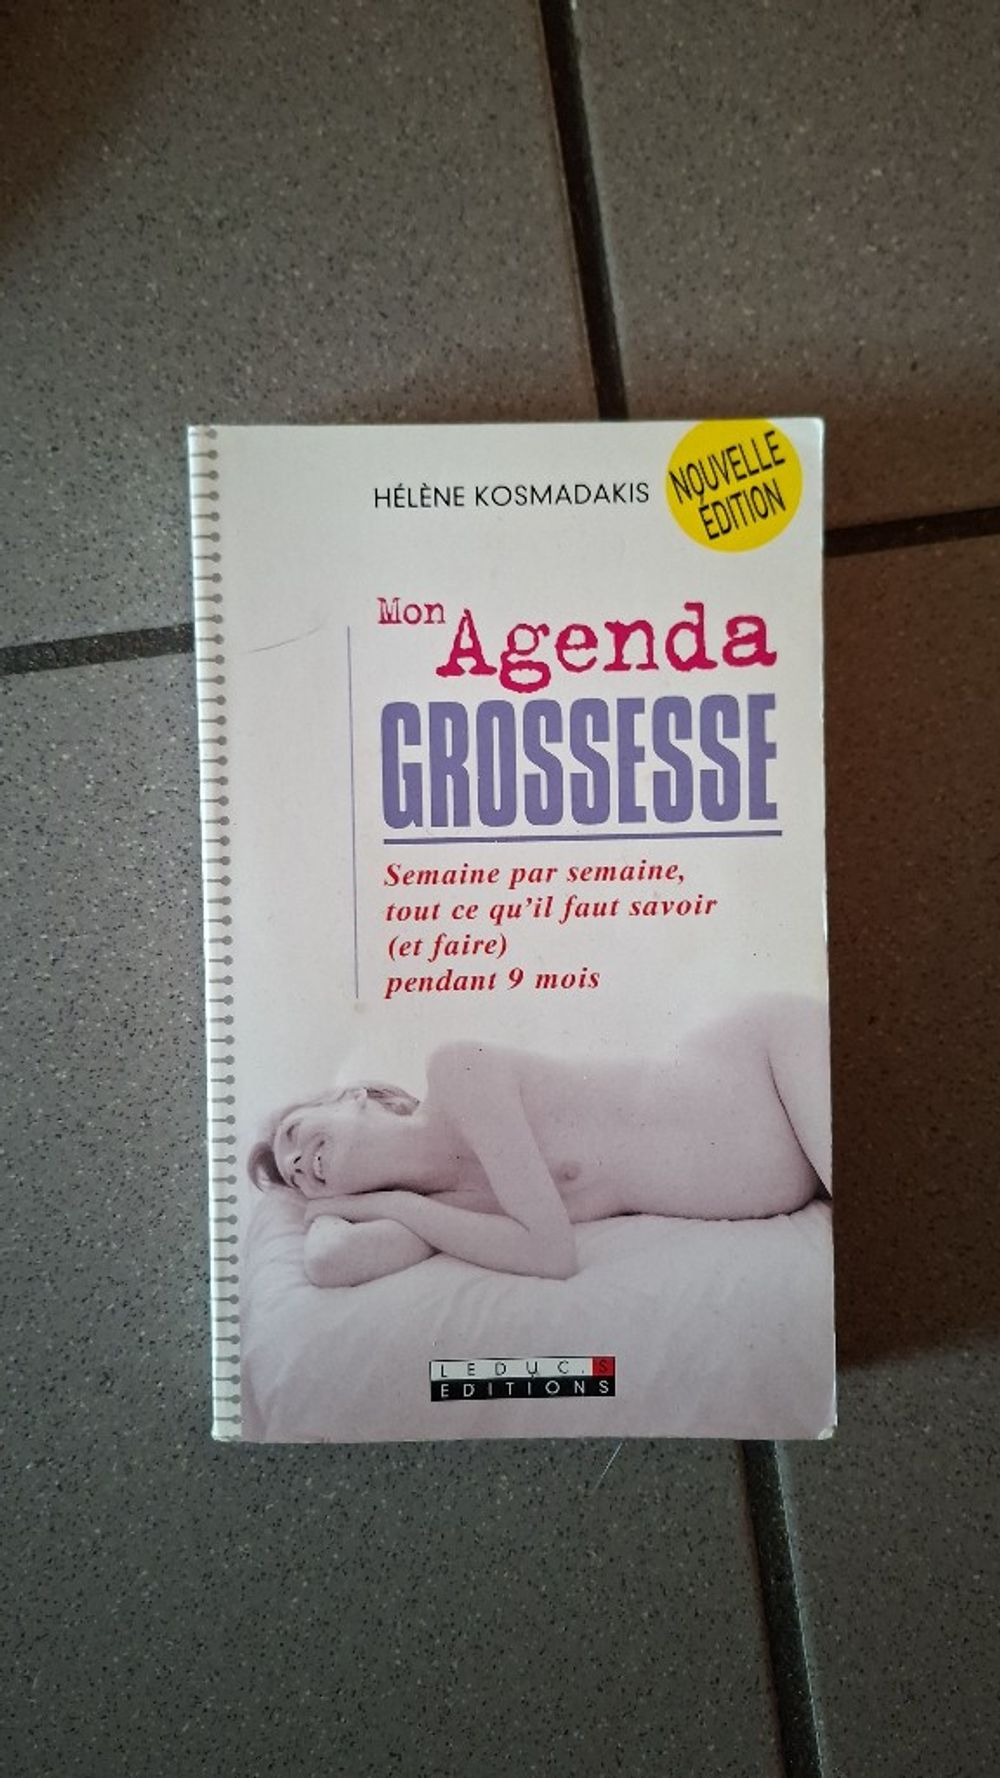 HÉLÈNE KOSMADAKIS
NOUVELLE
ÉDITION
Mon Agenda
GROSSESSE
Semaine par semaine,
tout ce qu'il faut savoir
(et faire)
pendant 9 mois
LEDUC.S
EDITIONS